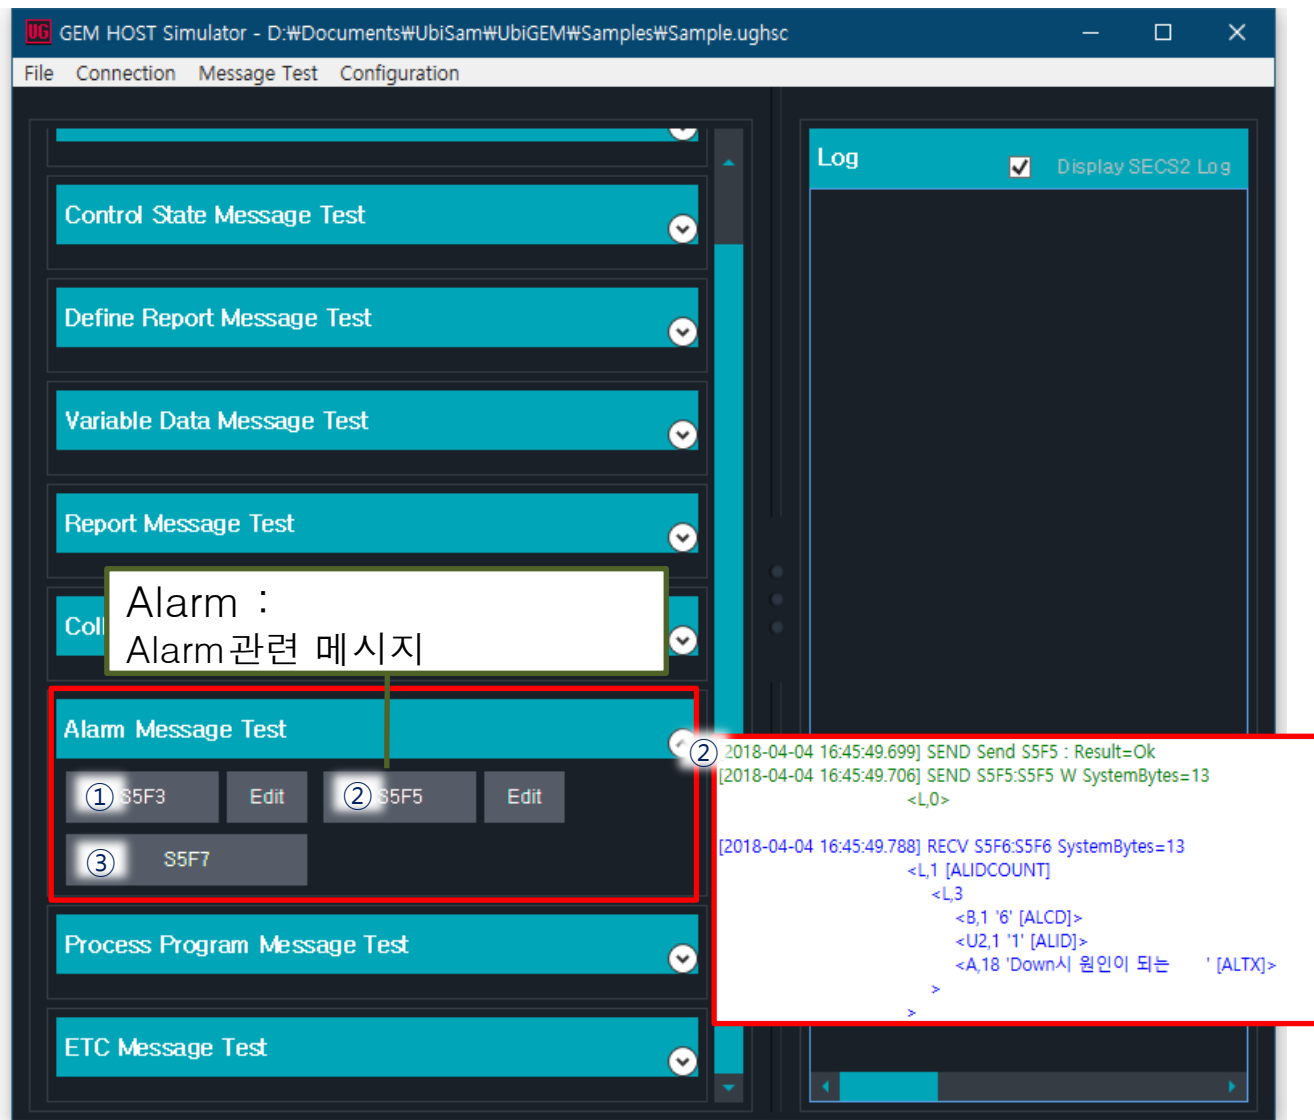 UG GEM HOST Simulator - D:₩Documents₩UbiSam₩UbiGEM₩Samples₩Sample.ughsc
File Connection Message Test Configuration
Log
Display SECS2 Log
Control State Message Test
Define Report Message Test
Variable Data Message Test
Report Message Test
Alarm :
Alarm관련 메시지
Coll
Alarm Message Test
① S5F3 Edit ② S5F5 Edit
③ S5F7
②
2018-04-04 16:45:49.699] SEND Send S5F5 : Result=Ok
[2018-04-04 16:45:49.706] SEND S5F5:S5F5 W SystemBytes=13
<L,0>
[2018-04-04 16:45:49.788] RECV S5F6:S5F6 SystemBytes=13
<L,1 [ALIDCOUNT]
<L,3
<B,1 '6' [ALCD]>
<U2,1 '1' [ALID]>
<A,18 'Down시 원인이 되는 ' [ALTX]>
>
>
Process Program Message Test
ETC Message Test